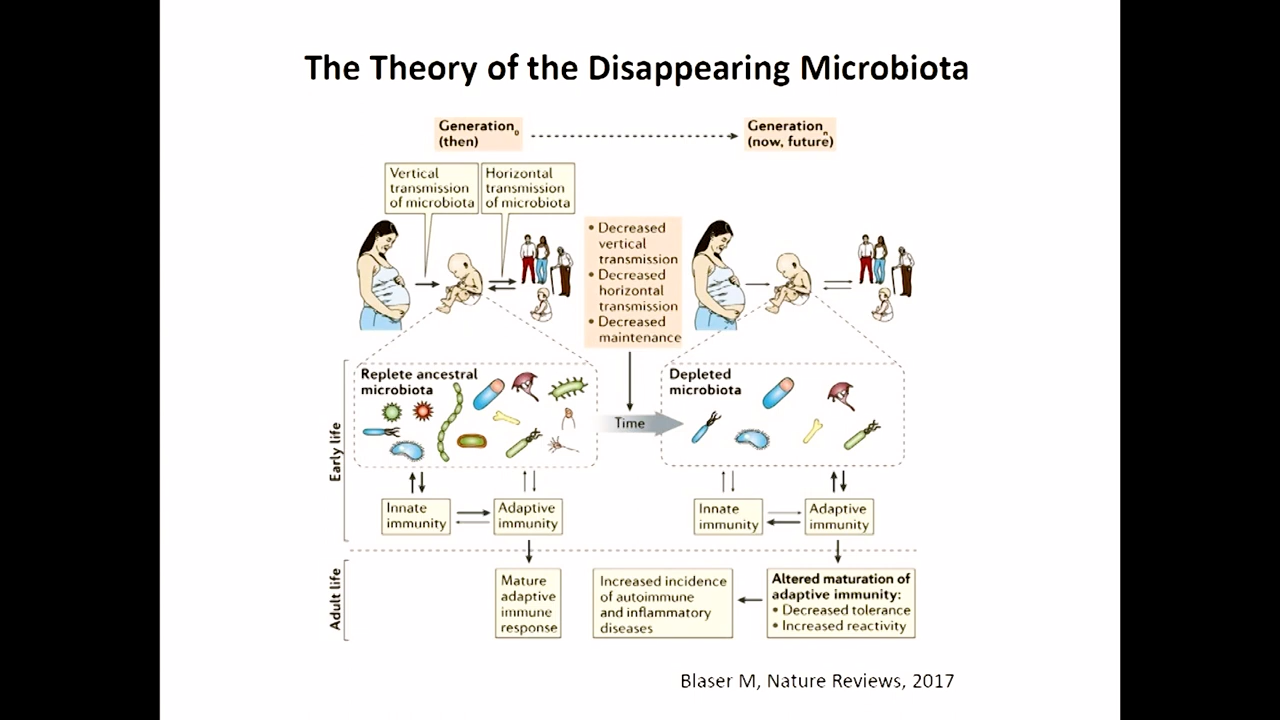 The Theory of the Disappearing Microbiota
Generation0
(then)
Generationn
(now, future)
Vertical
transmission
of microbiota
Horizontal
transmission
of microbiota
• Decreased
vertical
transmission
• Decreased
horizontal
transmission
• Decreased
maintenance
Early life
Replete ancestral
microbiota
Time
Depleted
microbiota
Innate
immunity
Adaptive
immunity
Innate
immunity
Adaptive
immunity
Adult life
Mature
adaptive
immune
response
Increased incidence
of autoimmune
and inflammatory
diseases
Altered maturation of
adaptive immunity:
• Decreased tolerance
• Increased reactivity
Blaser M, Nature Reviews, 2017